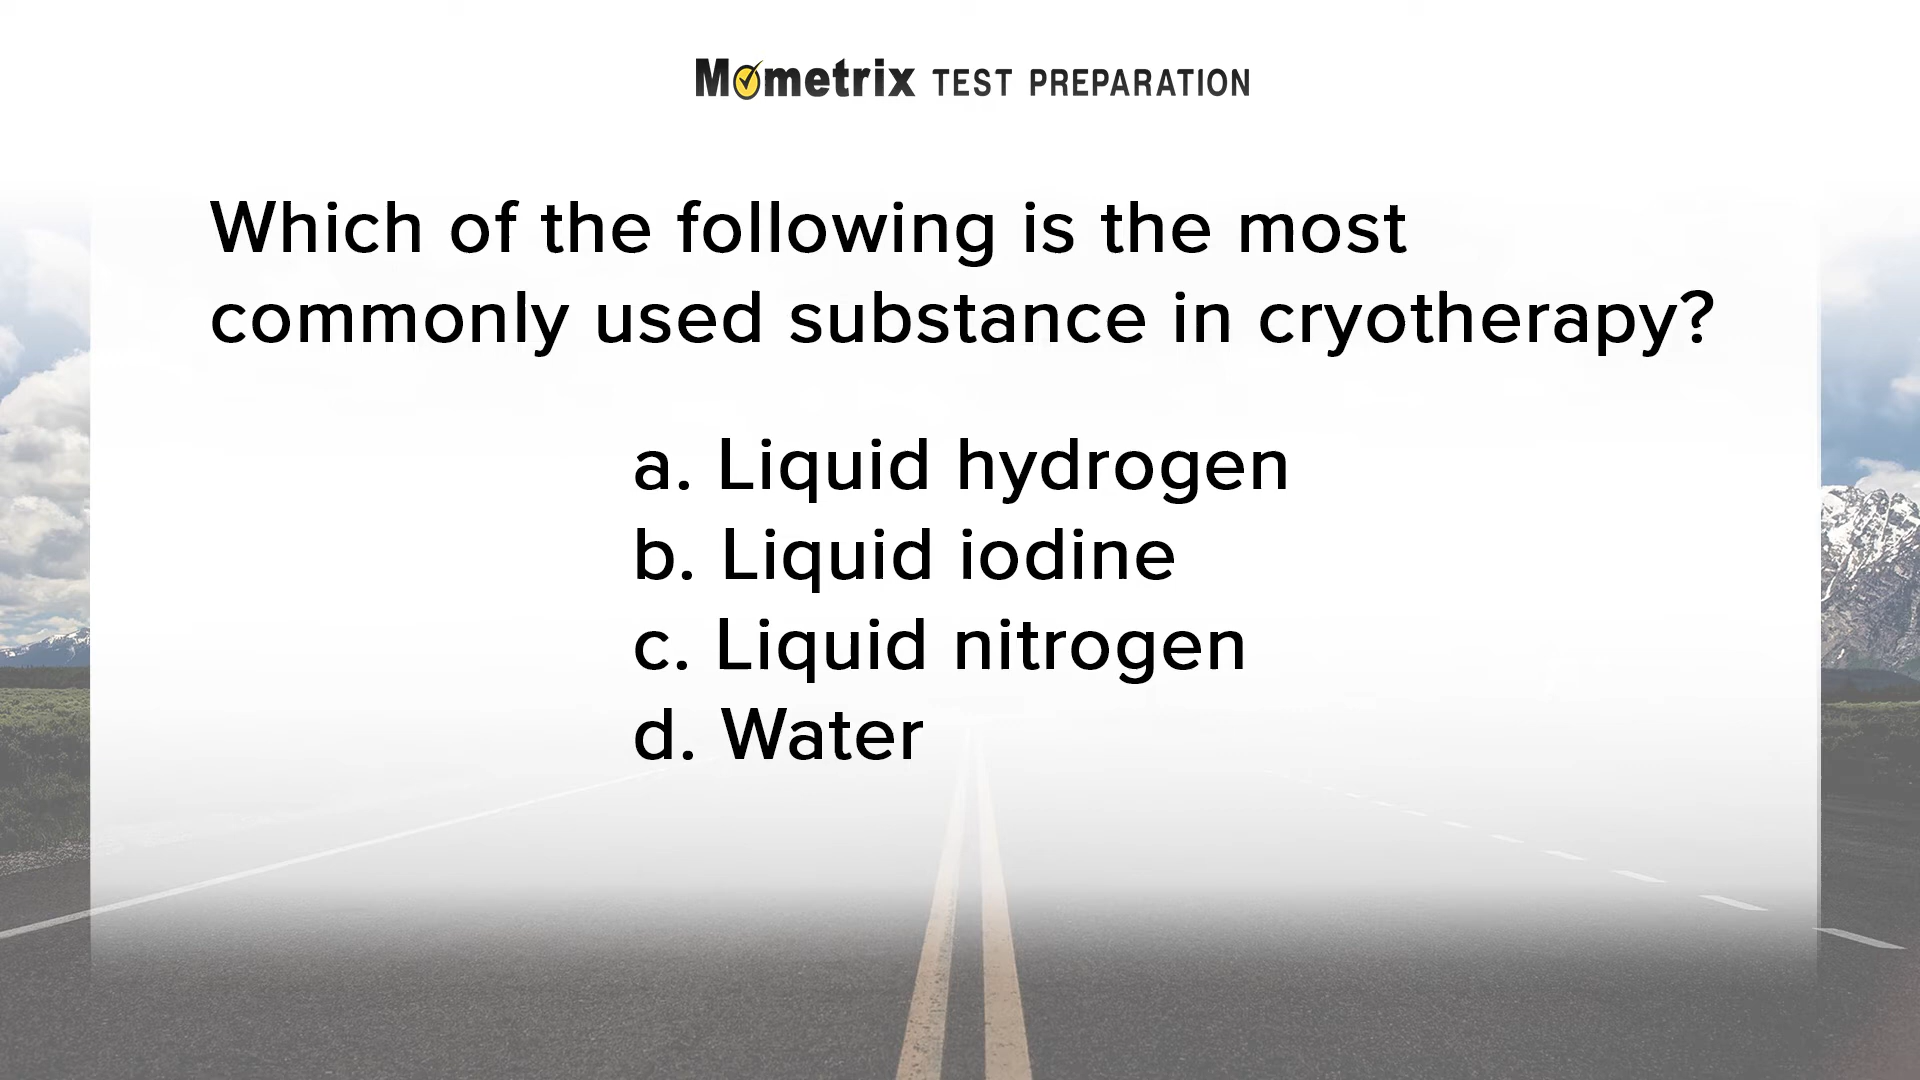 Mometrix TEST PREPARATION
Which of the following is the most
commonly used substance in cryotherapy?
a. Liquid hydrogen
b. Liquid iodine
c. Liquid nitrogen
d. Water